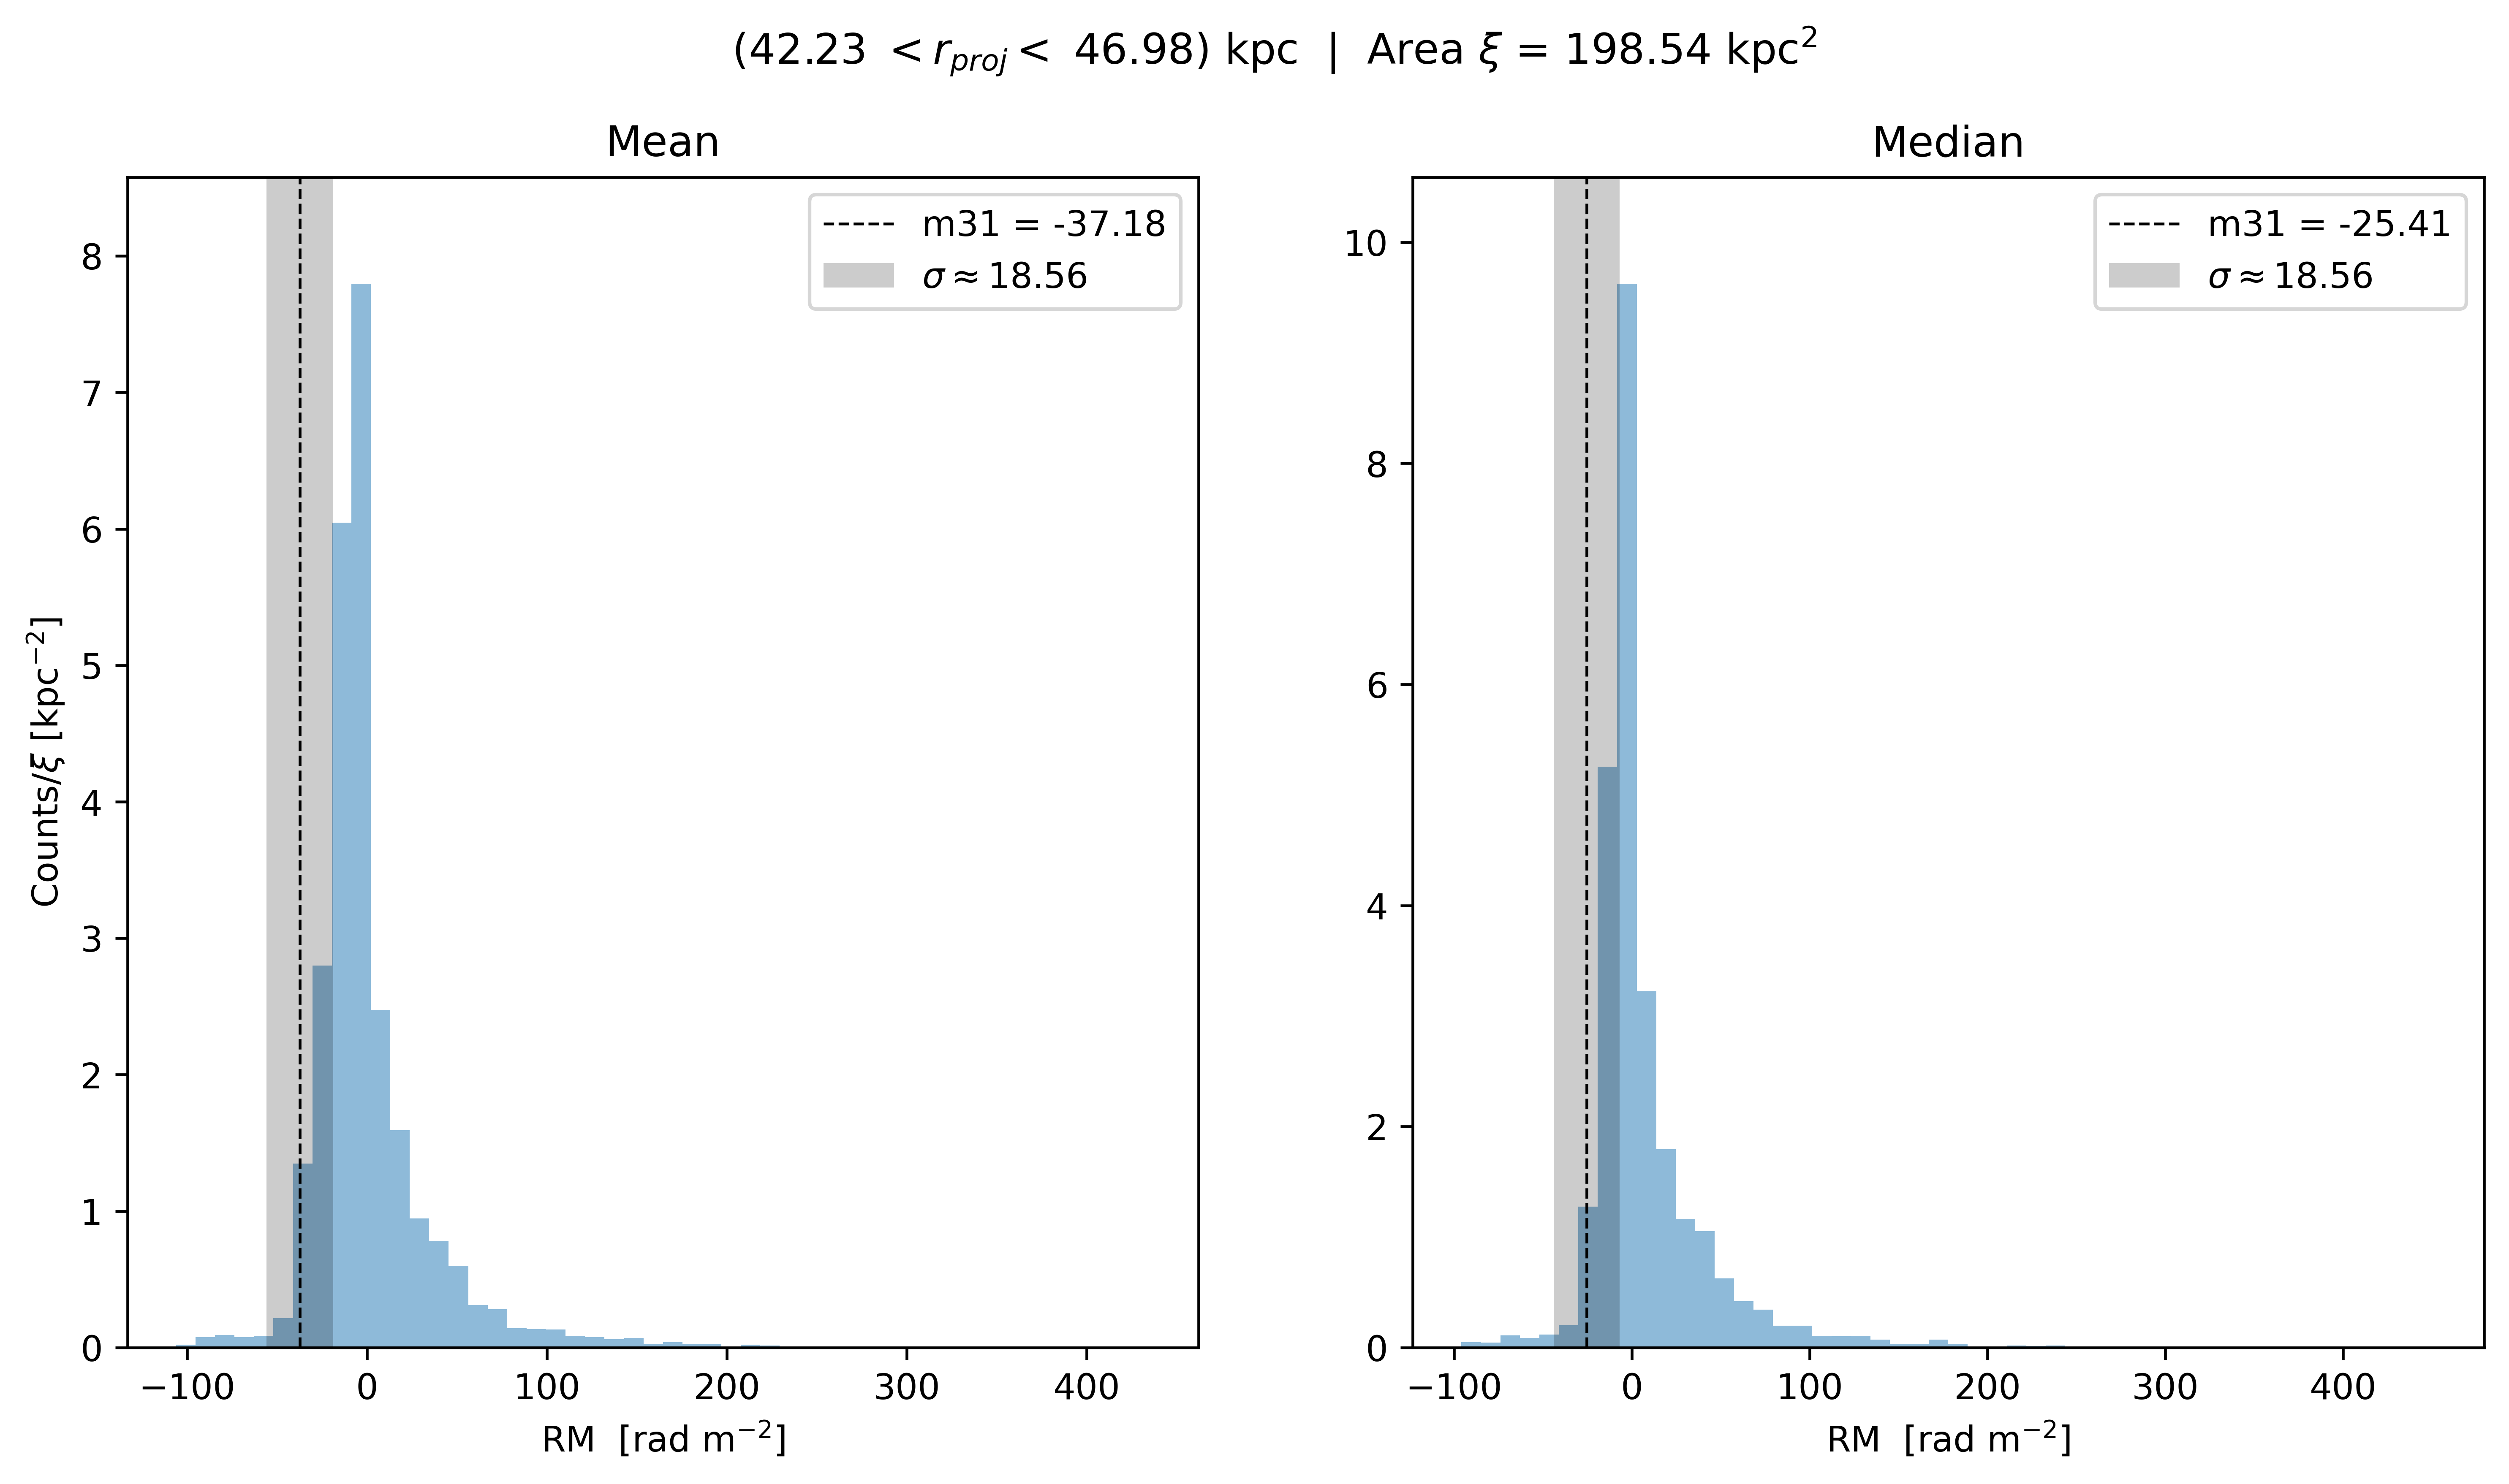 (42.23 < r_proj < 46.98) kpc | Area ξ = 198.54 kpc²
Mean
m31 = -37.18
σ ≈ 18.56
8
7
6
5
4
3
2
1
0
Counts/ξ [kpc⁻²]
−100 0 100 200 300 400
RM [rad m⁻²]
Median
m31 = -25.41
σ ≈ 18.56
10
8
6
4
2
0
−100 0 100 200 300 400
RM [rad m⁻²]